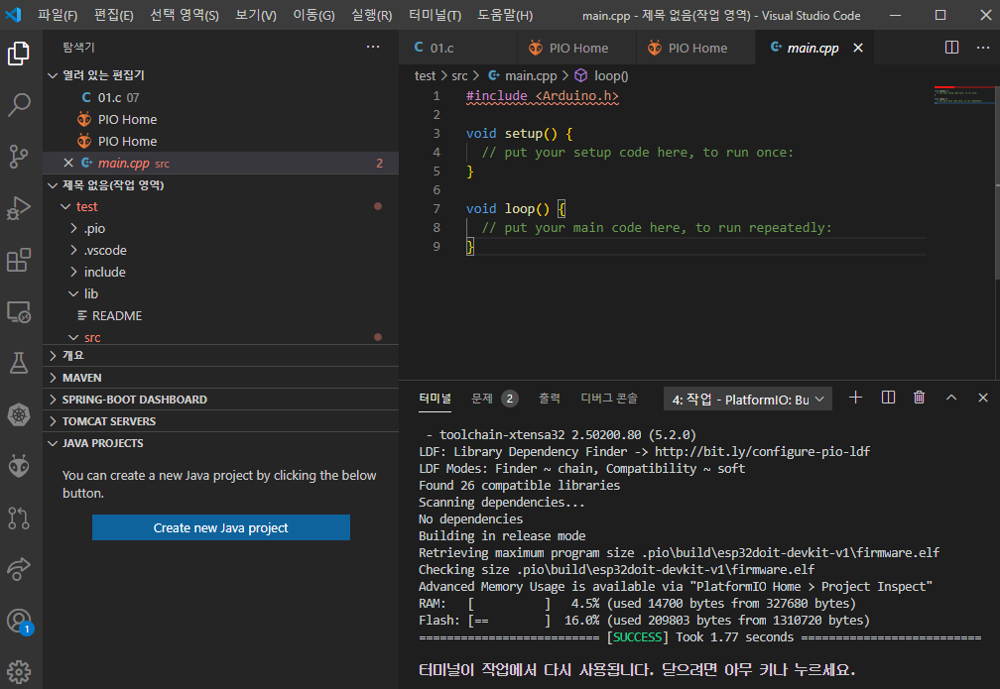 파일(F) 편집(E) 선택 영역(S) 보기(V) 이동(G) 실행(R) 터미널(T) 도움말(H) main.cpp - 제목 없음(작업 영역) - Visual Studio Code
탐색기
열려 있는 편집기
01.c 07
PIO Home
PIO Home
main.cpp src 2
제목 없음(작업 영역)
test
.pio
.vscode
include
lib
README
src
개요
MAVEN
SPRING-BOOT DASHBOARD
TOMCAT SERVERS
JAVA PROJECTS
You can create a new Java project by clicking the below
button.
Create new Java project
1
01.c PIO Home PIO Home main.cpp
test > src > main.cpp > loop()
1 #include <Arduino.h>
2
3 void setup() {
4 // put your setup code here, to run once:
5 }
6
7 void loop() {
8 // put your main code here, to run repeatedly:
9 }
터미널 문제 2 출력 디버그 콘솔 4: 작업 - PlatformIO: Bu
- toolchain-xtensa32 2.50200.80 (5.2.0)
LDF: Library Dependency Finder -> http://bit.ly/configure-pio-ldf
LDF Modes: Finder ~ chain, Compatibility ~ soft
Found 26 compatible libraries
Scanning dependencies...
No dependencies
Building in release mode
Retrieving maximum program size .pio\build\esp32doit-devkit-v1\firmware.elf
Checking size .pio\build\esp32doit-devkit-v1\firmware.elf
Advanced Memory Usage is available via "PlatformIO Home > Project Inspect"
RAM: [ ] 4.5% (used 14700 bytes from 327680 bytes)
Flash: [== ] 16.0% (used 209803 bytes from 1310720 bytes)
======================== [SUCCESS] Took 1.77 seconds ========================
터미널이 작업에서 다시 사용됩니다. 닫으려면 아무 키나 누르세요.